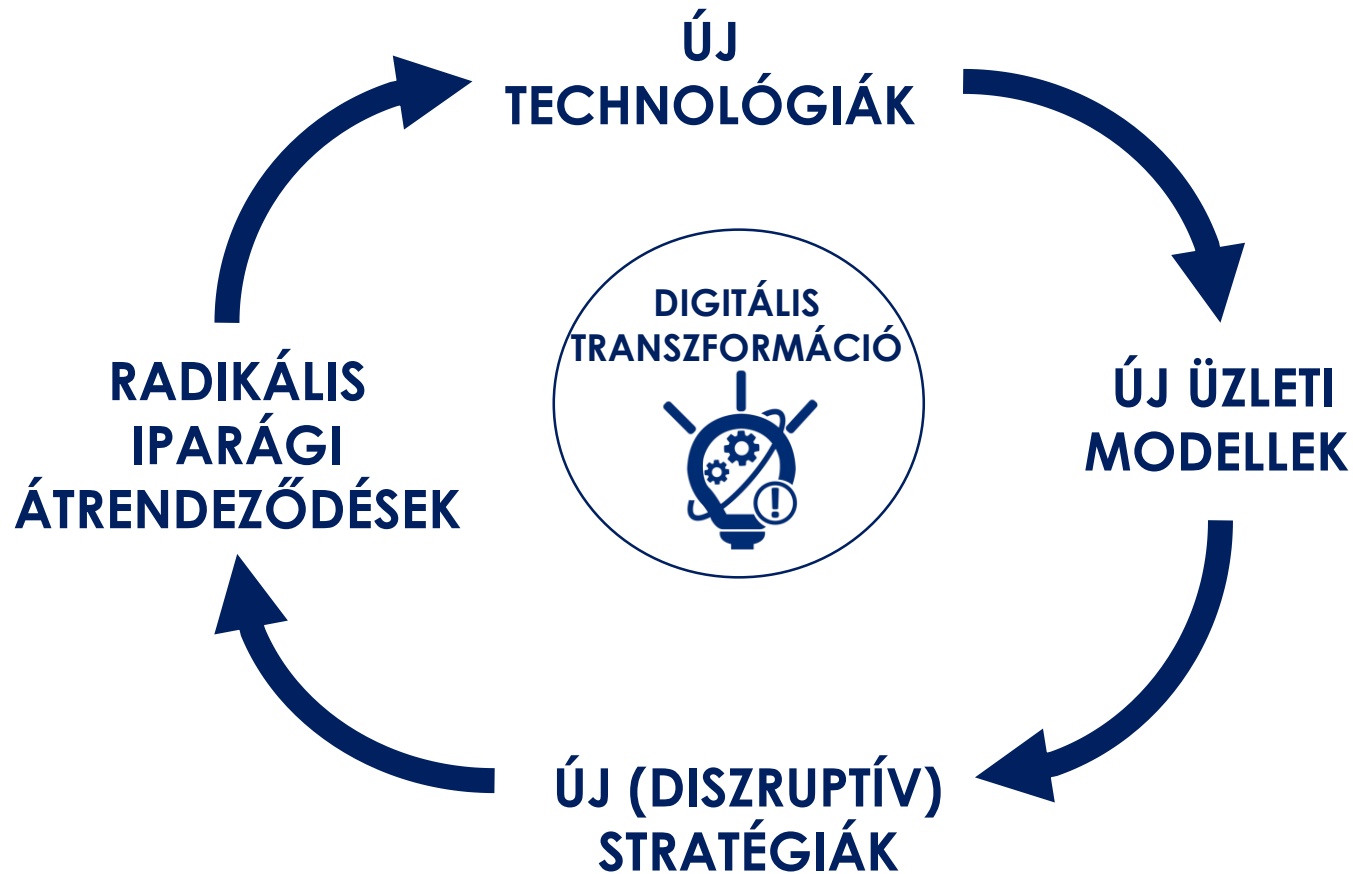 ÚJ
TECHNOLÓGIÁK
DIGITÁLIS
TRANSZFORMÁCIÓ
RADIKÁLIS
IPARÁGI
ÁTRENDEZŐDÉSEK
ÚJ ÜZLETI
MODELLEK
ÚJ (DISZRUPTÍV)
STRATÉGIÁK